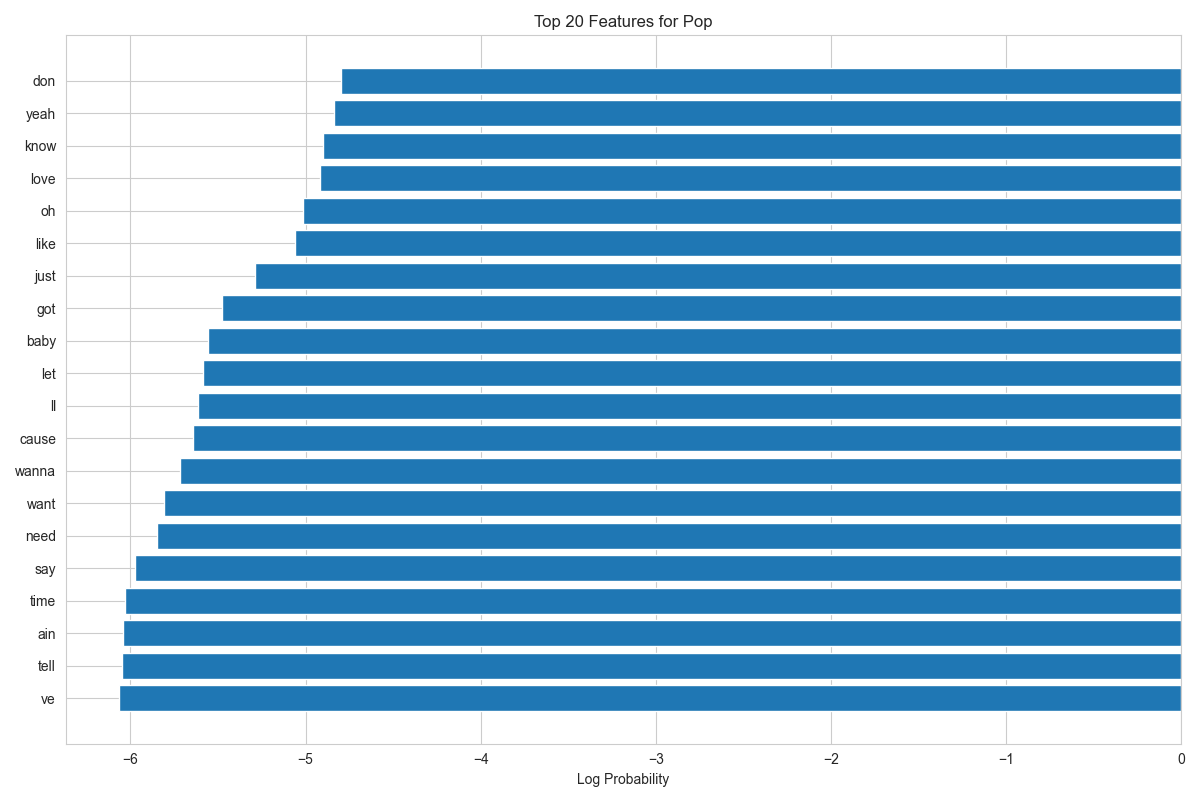 Top 20 Features for Pop
don
yeah
know
love
oh
like
just
got
baby
let
ll
cause
wanna
want
need
say
time
ain
tell
ve
−6 −5 −4 −3 −2 −1 0
Log Probability